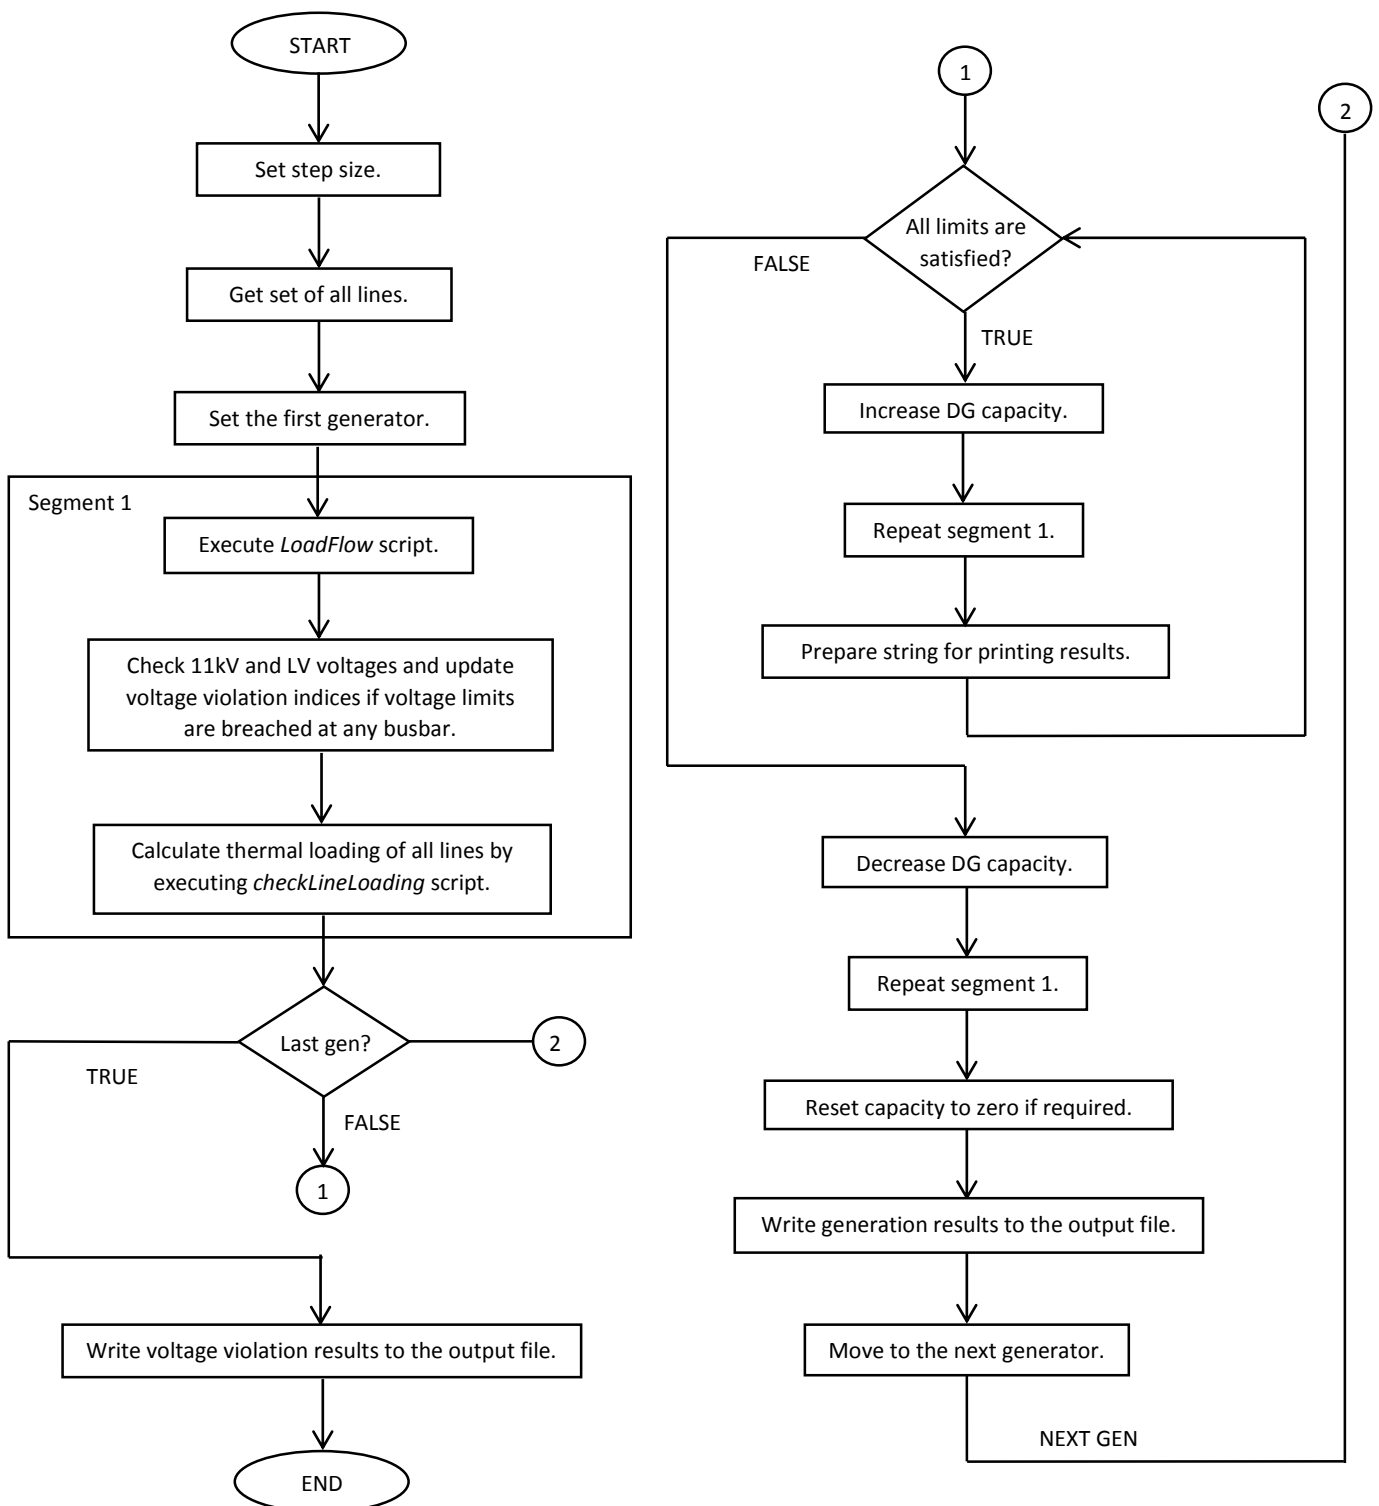 START
Set step size.
Get set of all lines.
Set the first generator.
Segment 1
Execute LoadFlow script.
Check 11kV and LV voltages and update
voltage violation indices if voltage limits
are breached at any busbar.
Calculate thermal loading of all lines by
executing checkLineLoading script.
Last gen?
2
TRUE
FALSE
1
Write voltage violation results to the output file.
END
1
2
All limits are
satisfied?
FALSE
TRUE
Increase DG capacity.
Repeat segment 1.
Prepare string for printing results.
Decrease DG capacity.
Repeat segment 1.
Reset capacity to zero if required.
Write generation results to the output file.
Move to the next generator.
NEXT GEN